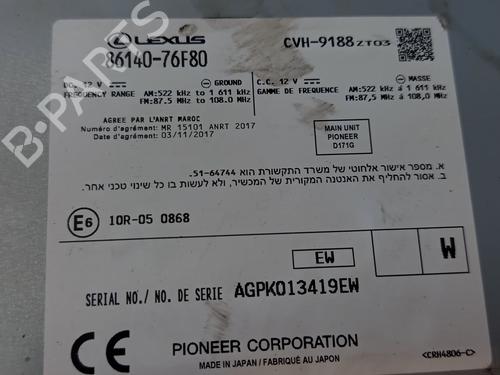 LEXUS
CVH-9188 ZT03
86140-76F80
DC. 12 V GROUND
FREQUENCY RANGE AM:522 kHz to 1 611 kHz
FM:87.5 MHz to 108.0 MHz
C.C. 12 V MASSE
GAMME DE FREQUENCE AM:522 kHz à 1 611 kHz
FM:87,5 MHz à 108,0 MHz
AGREE PAR L'ANRT MAROC
Numéro d'agrément: MR 15101 ANRT 2017
Date d'agrément: 03/11/2017
MAIN UNIT
PIONEER
D171G
א. מספר אישור אלחוטי של משרד התקשורת הוא 51-64744.
ב. אסור להחליף את האנטנה המקורית של המכשיר, ולא לעשות בו כל שינוי טכני אחר.
E6 10R-05 0868
EW
W
SERIAL NO./ NO. DE SERIE AGPK013419EW
CE
PIONEER CORPORATION
MADE IN JAPAN / FABRIQUÉ AU JAPON
<CRH4806-C>
B-PARTS